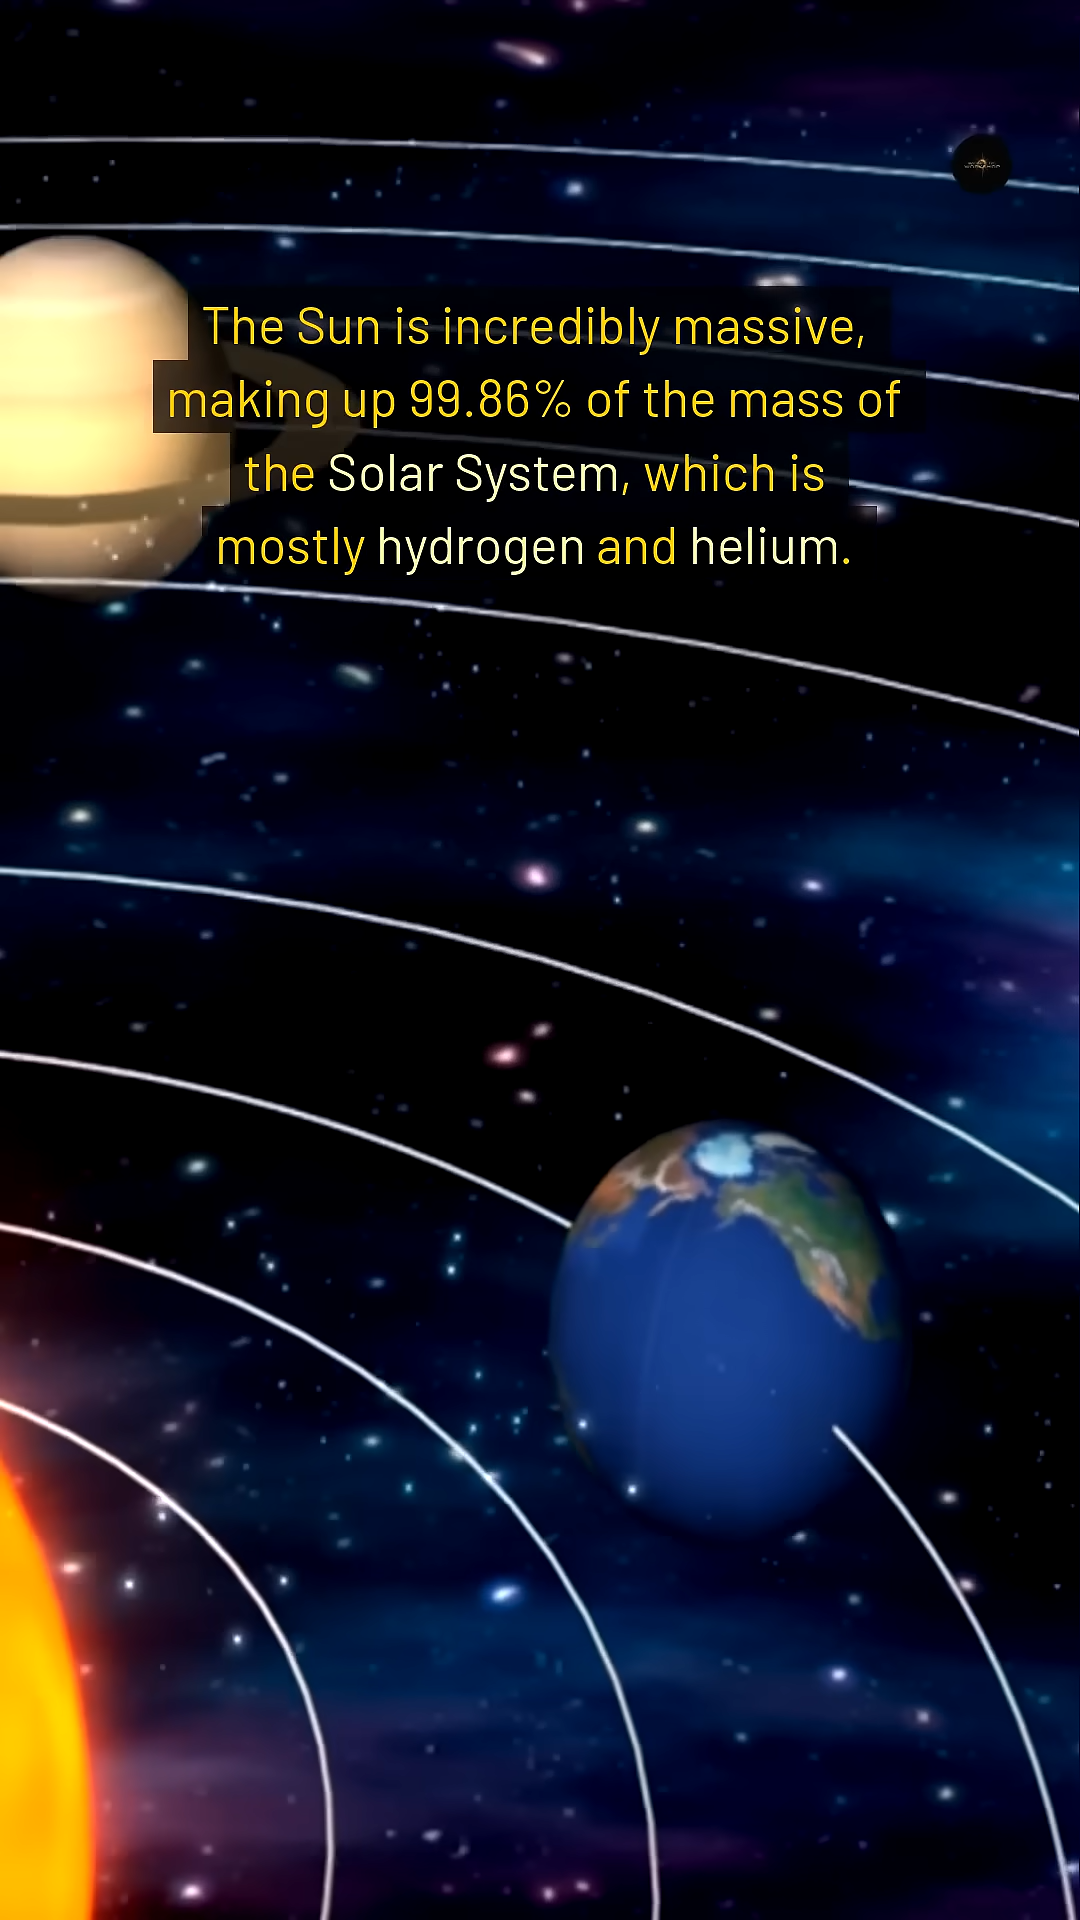 The Sun is incredibly massive,
making up 99.86% of the mass of
the Solar System, which is
mostly hydrogen and helium.